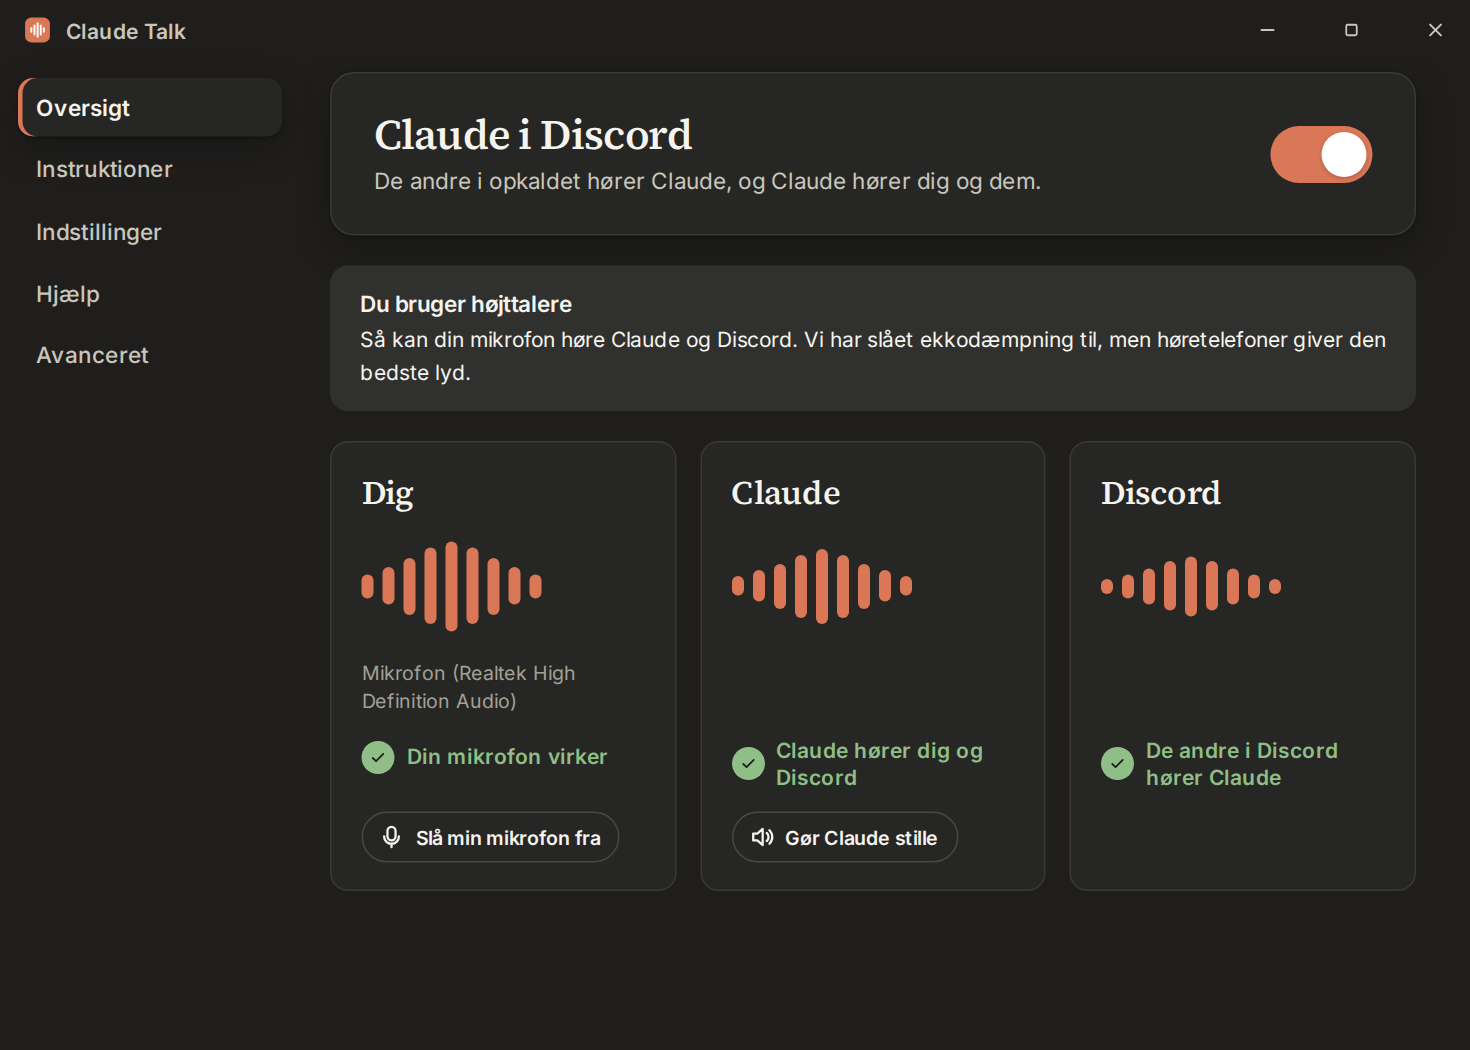 Claude Talk
Oversigt
Instruktioner
Indstillinger
Hjælp
Avanceret
Claude i Discord
De andre i opkaldet hører Claude, og Claude hører dig og dem.
Du bruger højttalere
Så kan din mikrofon høre Claude og Discord. Vi har slået ekkodæmpning til, men høretelefoner giver den
bedste lyd.
Dig
Mikrofon (Realtek High
Definition Audio)
Din mikrofon virker
Slå min mikrofon fra
Claude
Claude hører dig og
Discord
Gør Claude stille
Discord
De andre i Discord
hører Claude